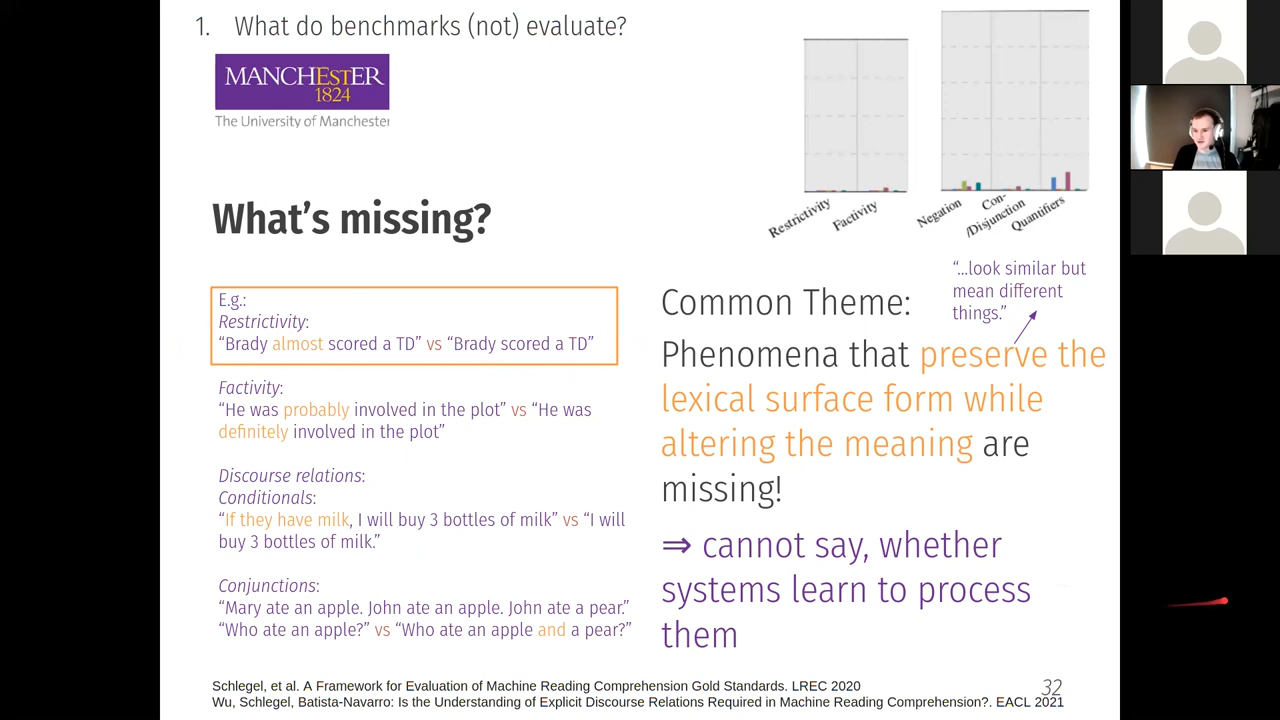 1. What do benchmarks (not) evaluate?
MANCHESTER
1824
The University of Manchester
Restrictivity
Factivity
Negation
Con-
/Disjunction
Quantifiers
What's missing?
E.g.:
Restrictivity:
“Brady almost scored a TD” vs “Brady scored a TD”
Factivity:
“He was probably involved in the plot” vs “He was
definitely involved in the plot”
Discourse relations:
Conditionals:
“If they have milk, I will buy 3 bottles of milk” vs “I will
buy 3 bottles of milk.”
Conjunctions:
“Mary ate an apple. John ate an apple. John ate a pear.”
“Who ate an apple?” vs “Who ate an apple and a pear?”
“...look similar but
mean different
things.”
Common Theme:
Phenomena that preserve the
lexical surface form while
altering the meaning are
missing!
⇒ cannot say, whether
systems learn to process
them
Schlegel, et al. A Framework for Evaluation of Machine Reading Comprehension Gold Standards. LREC 2020
Wu, Schlegel, Batista-Navarro: Is the Understanding of Explicit Discourse Relations Required in Machine Reading Comprehension?. EACL 2021
32